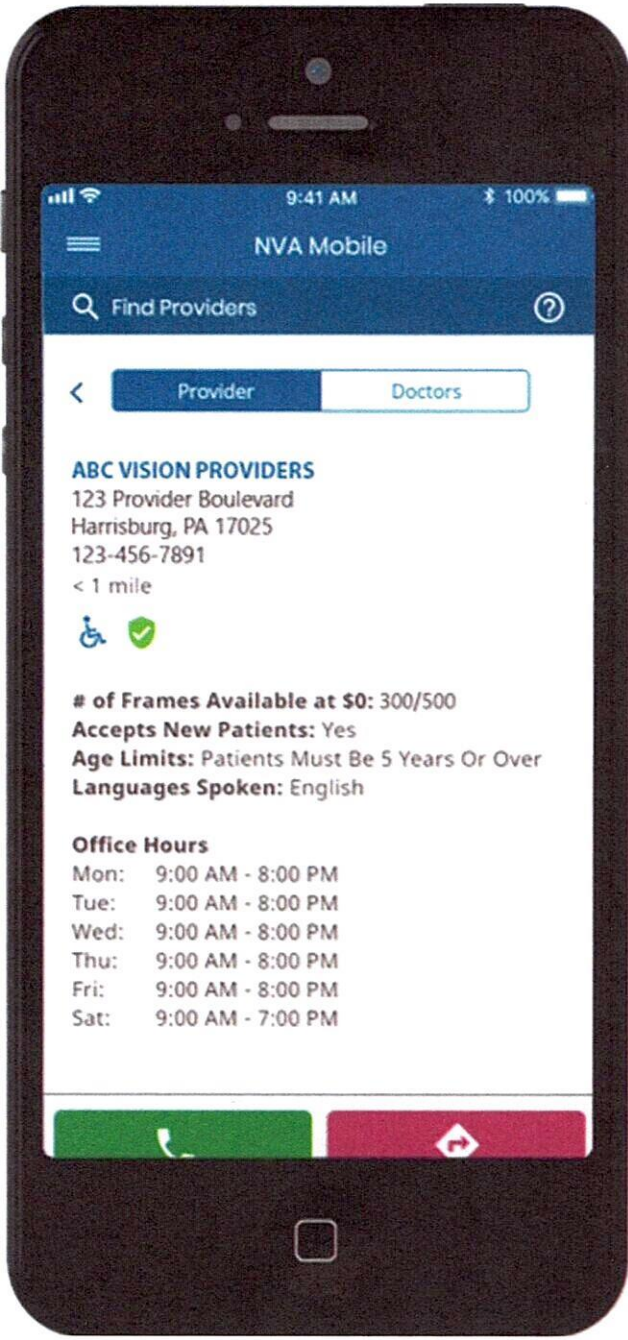 9:41 AM
100%
NVA Mobile
Find Providers
?
Provider
Doctors
ABC VISION PROVIDERS
123 Provider Boulevard
Harrisburg, PA 17025
123-456-7891
< 1 mile
# of Frames Available at $0: 300/500
Accepts New Patients: Yes
Age Limits: Patients Must Be 5 Years Or Over
Languages Spoken: English
Office Hours
Mon: 9:00 AM - 8:00 PM
Tue: 9:00 AM - 8:00 PM
Wed: 9:00 AM - 8:00 PM
Thu: 9:00 AM - 8:00 PM
Fri: 9:00 AM - 8:00 PM
Sat: 9:00 AM - 7:00 PM